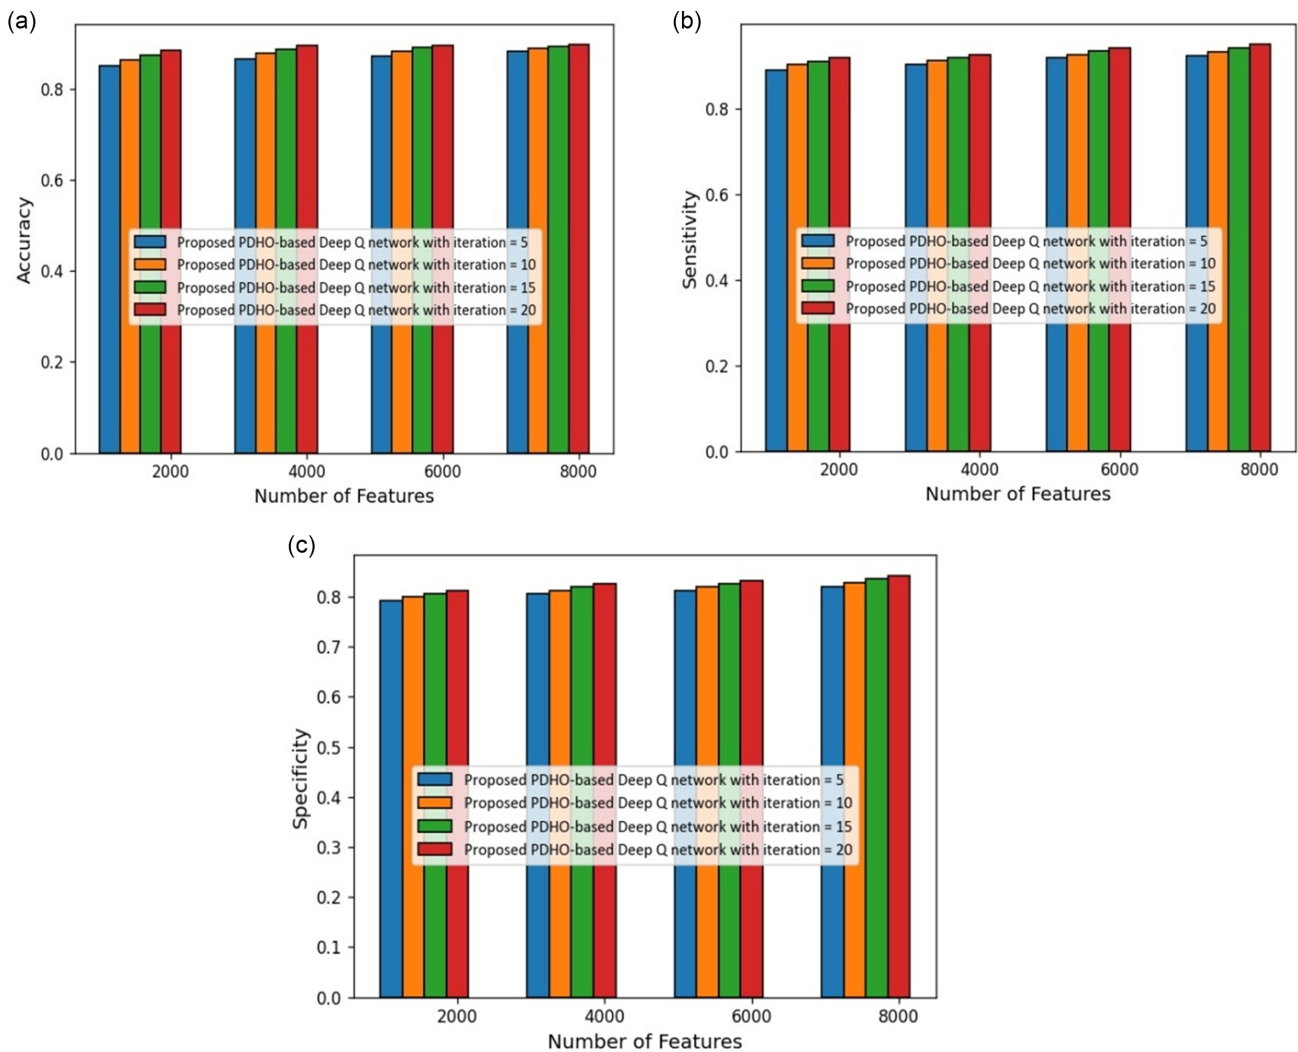 (a)
0.8
0.6
0.4
0.2
0.0
Accuracy
Proposed PDHO-based Deep Q network with iteration = 5
Proposed PDHO-based Deep Q network with iteration = 10
Proposed PDHO-based Deep Q network with iteration = 15
Proposed PDHO-based Deep Q network with iteration = 20
2000 4000 6000 8000
Number of Features
(b)
0.8
0.6
0.4
0.2
0.0
Sensitivity
Proposed PDHO-based Deep Q network with iteration = 5
Proposed PDHO-based Deep Q network with iteration = 10
Proposed PDHO-based Deep Q network with iteration = 15
Proposed PDHO-based Deep Q network with iteration = 20
2000 4000 6000 8000
Number of Features
(c)
0.8
0.7
0.6
0.5
0.4
0.3
0.2
0.1
0.0
Specificity
Proposed PDHO-based Deep Q network with iteration = 5
Proposed PDHO-based Deep Q network with iteration = 10
Proposed PDHO-based Deep Q network with iteration = 15
Proposed PDHO-based Deep Q network with iteration = 20
2000 4000 6000 8000
Number of Features